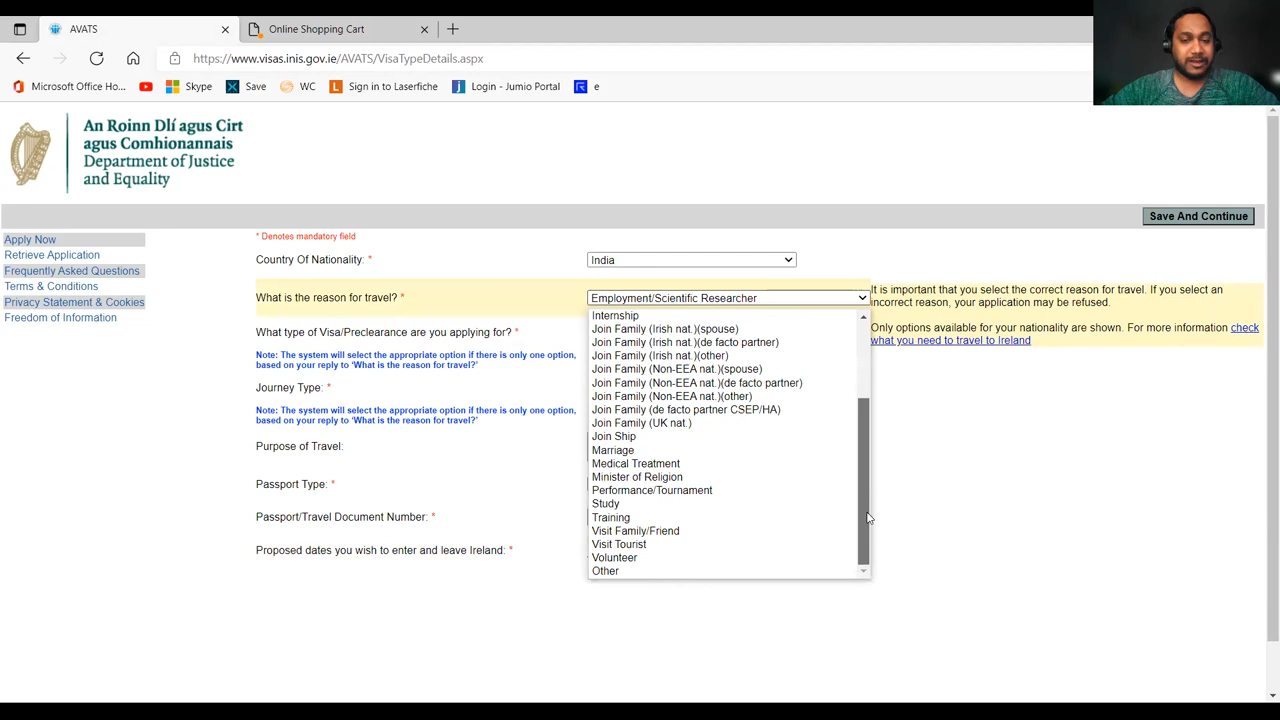 AVATS
Online Shopping Cart
https://www.visas.inis.gov.ie/AVATS/VisaTypeDetails.aspx
Microsoft Office Ho...
Skype
Save
WC
Sign in to Laserfiche
Login - Jumio Portal
e
An Roinn Dlí agus Cirt
agus Comhionannais
Department of Justice
and Equality
Save And Continue
Apply Now
Retrieve Application
Frequently Asked Questions
Terms & Conditions
Privacy Statement & Cookies
Freedom of Information
* Denotes mandatory field
Country Of Nationality: *
India
What is the reason for travel? *
Employment/Scientific Researcher
It is important that you select the correct reason for travel. If you select an
incorrect reason, your application may be refused.
Only options available for your nationality are shown. For more information check
what you need to travel to Ireland
Internship
Join Family (Irish nat.)(spouse)
Join Family (Irish nat.)(de facto partner)
Join Family (Irish nat.)(other)
Join Family (Non-EEA nat.)(spouse)
Join Family (Non-EEA nat.)(de facto partner)
Join Family (Non-EEA nat.)(other)
Join Family (de facto partner CSEP/HA)
Join Family (UK nat.)
Join Ship
Marriage
Medical Treatment
Minister of Religion
Performance/Tournament
Study
Training
Visit Family/Friend
Visit Tourist
Volunteer
Other
What type of Visa/Preclearance are you applying for? *
Note: The system will select the appropriate option if there is only one option,
based on your reply to 'What is the reason for travel?'
Journey Type: *
Note: The system will select the appropriate option if there is only one option,
based on your reply to 'What is the reason for travel?'
Purpose of Travel:
Passport Type: *
Passport/Travel Document Number: *
Proposed dates you wish to enter and leave Ireland: *